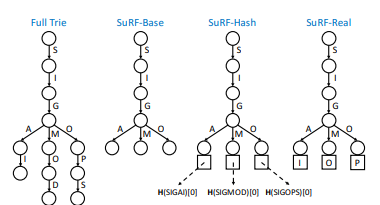 Full Trie SuRF-Base SuRF-Hash SuRF-Real
S S S S
I I I I
G G G G
A M O A M O A M O A M O
I O P I O P
D S
H(SIGAI)[0] H(SIGMOD)[0] H(SIGOPS)[0]